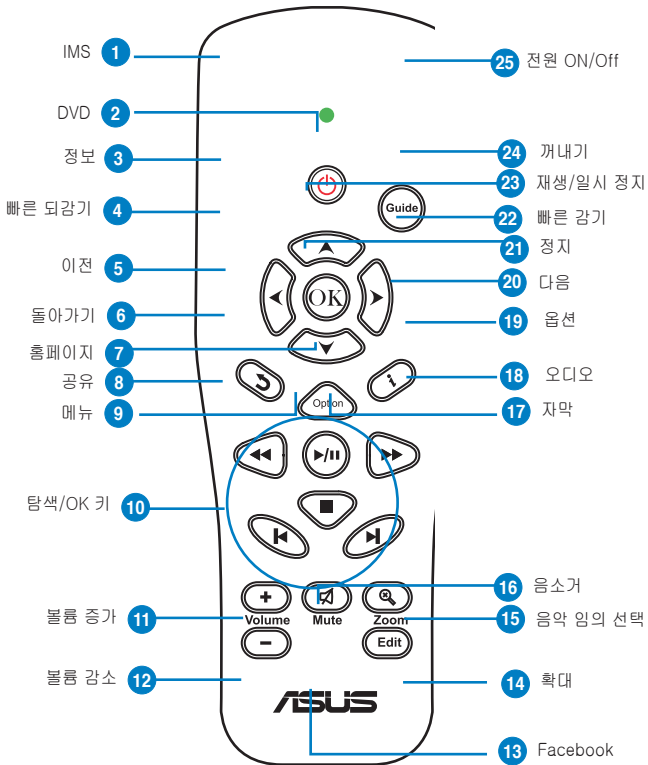 IMS 1
DVD 2
정보 3
빠른 되감기 4
이전 5
돌아가기 6
홈페이지 7
공유 8
메뉴 9
탐색/OK 키 10
볼륨 증가 11
볼륨 감소 12
Guide
OK
i
Option
Volume
Mute
Zoom
Edit
ASUS
25 전원 ON/Off
24 꺼내기
23 재생/일시 정지
22 빠른 감기
21 정지
20 다음
19 옵션
18 오디오
17 자막
16 음소거
15 음악 임의 선택
14 확대
13 Facebook